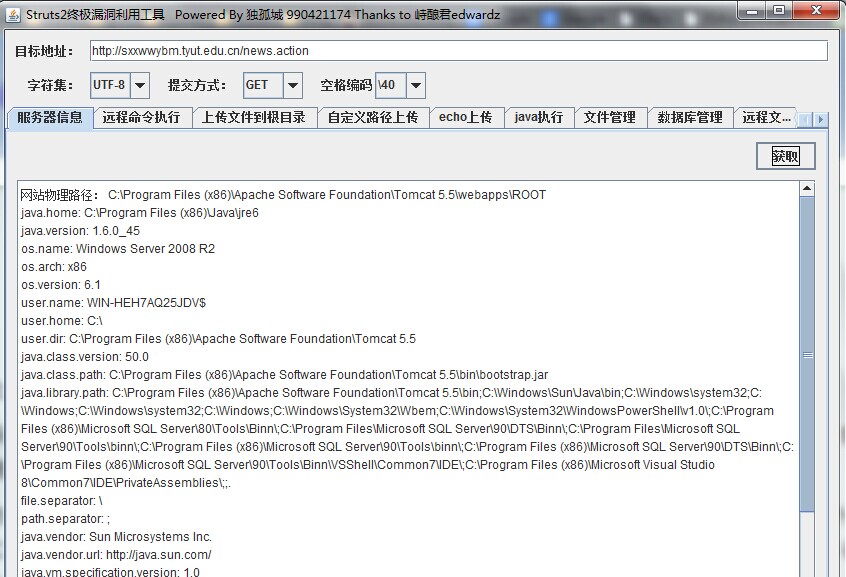 Struts2终极漏洞利用工具 Powered By 独孤城 990421174 Thanks to 峙酿君edwardz
目标地址： http://sxxwwybm.tyut.edu.cn/news.action
字符集： UTF-8 提交方式： GET 空格编码 \40
服务器信息 远程命令执行 上传文件到根目录 自定义路径上传 echo上传 java执行 文件管理 数据库管理 远程文...
获取
网站物理路径： C:\Program Files (x86)\Apache Software Foundation\Tomcat 5.5\webapps\ROOT
java.home: C:\Program Files (x86)\Java\jre6
java.version: 1.6.0_45
os.name: Windows Server 2008 R2
os.arch: x86
os.version: 6.1
user.name: WIN-HEH7AQ25JDV$
user.home: C:\
user.dir: C:\Program Files (x86)\Apache Software Foundation\Tomcat 5.5
java.class.version: 50.0
java.class.path: C:\Program Files (x86)\Apache Software Foundation\Tomcat 5.5\bin\bootstrap.jar
java.library.path: C:\Program Files (x86)\Apache Software Foundation\Tomcat 5.5\bin;C:\Windows\Sun\Java\bin;C:\Windows\system32;C:
\Windows;C:\Windows\system32;C:\Windows;C:\Windows\System32\Wbem;C:\Windows\System32\WindowsPowerShell\v1.0\;C:\Program
Files (x86)\Microsoft SQL Server\80\Tools\Binn\;C:\Program Files\Microsoft SQL Server\90\DTS\Binn\;C:\Program Files\Microsoft SQL
Server\90\Tools\binn\;C:\Program Files (x86)\Microsoft SQL Server\90\Tools\binn\;C:\Program Files (x86)\Microsoft SQL Server\90\DTS\Binn\;C:
\Program Files (x86)\Microsoft SQL Server\90\Tools\Binn\VSShell\Common7\IDE\;C:\Program Files (x86)\Microsoft Visual Studio
8\Common7\IDE\PrivateAssemblies\;;.
file.separator: \
path.separator: ;
java.vendor: Sun Microsystems Inc.
java.vendor.url: http://java.sun.com/
java.vm.specification.version: 1.0